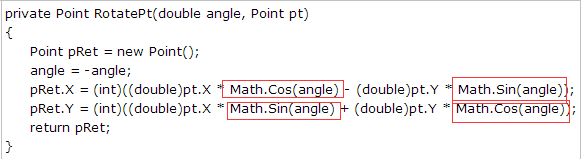 private Point RotatePt(double angle, Point pt)
{
Point pRet = new Point();
angle = -angle;
pRet.X = (int)((double)pt.X * Math.Cos(angle) - (double)pt.Y * Math.Sin(angle));
pRet.Y = (int)((double)pt.X * Math.Sin(angle) + (double)pt.Y * Math.Cos(angle));
return pRet;
}